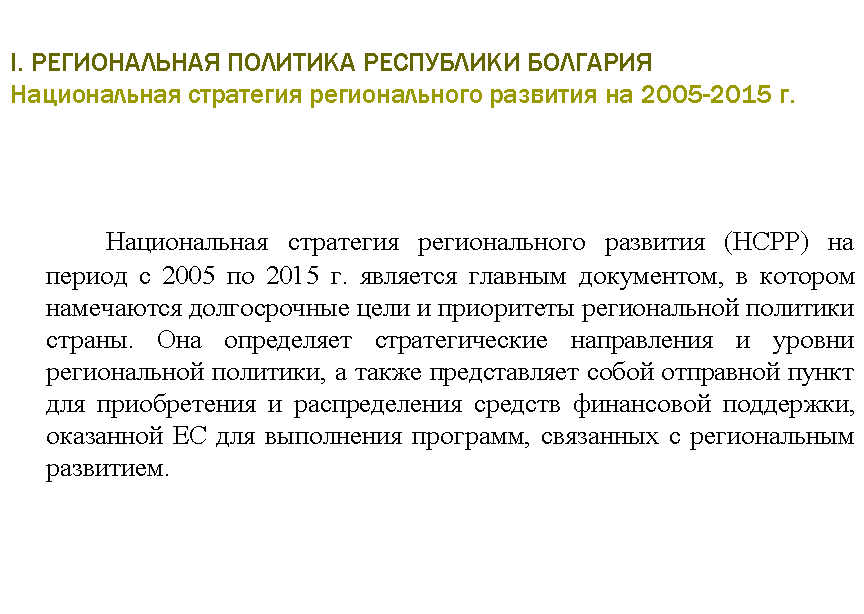 I. РЕГИОНАЛЬНАЯ ПОЛИТИКА РЕСПУБЛИКИ БОЛГАРИЯ
Национальная стратегия регионального развития на 2005-2015 г.
Национальная стратегия регионального развития (НСРР) на
период с 2005 по 2015 г. является главным документом, в котором
намечаются долгосрочные цели и приоритеты региональной политики
страны. Она определяет стратегические направления и уровни
региональной политики, а также представляет собой отправной пункт
для приобретения и распределения средств финансовой поддержки,
оказанной ЕС для выполнения программ, связанных с региональным
развитием.